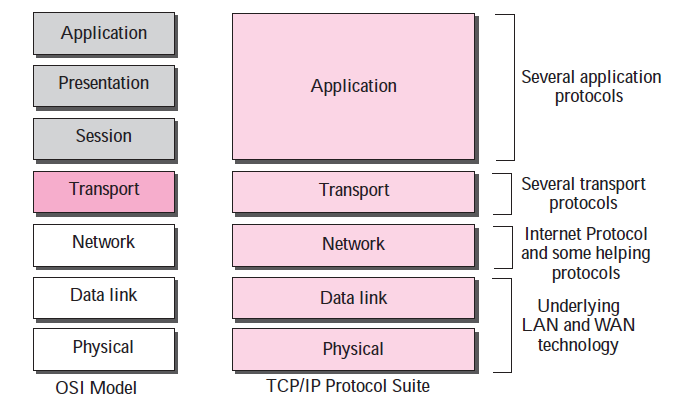 Application
Presentation
Session
Transport
Network
Data link
Physical
OSI Model
Application
Transport
Network
Data link
Physical
TCP/IP Protocol Suite
Several application
protocols
Several transport
protocols
Internet Protocol
and some helping
protocols
Underlying
LAN and WAN
technology